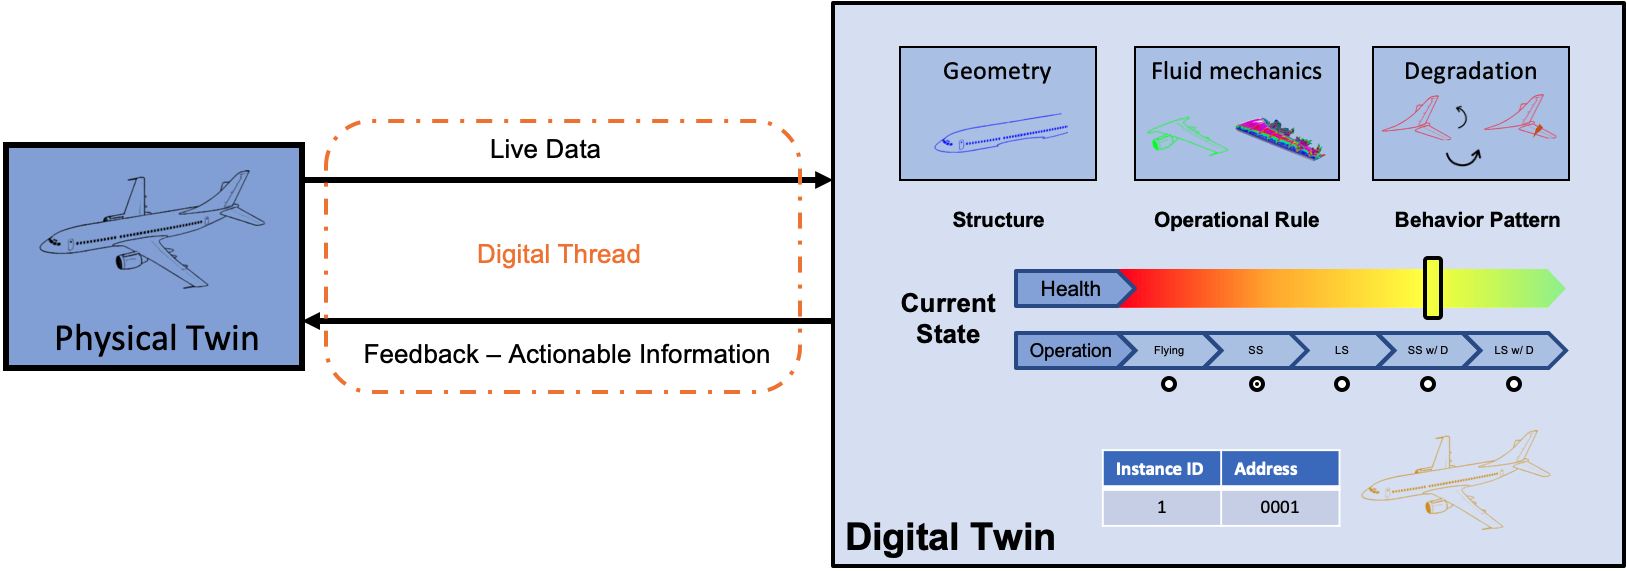 Physical Twin
Live Data
Digital Thread
Feedback – Actionable Information
Geometry
Fluid mechanics
Degradation
Structure
Operational Rule
Behavior Pattern
Current
State
Health
Operation
Flying
SS
LS
SS w/ D
LS w/ D
Instance ID Address
1 0001
Digital Twin